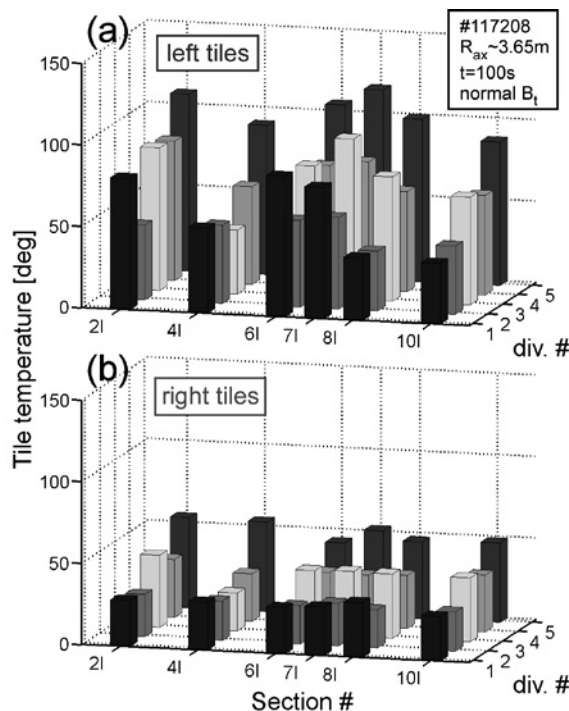 (a)
left tiles
#117208
R_ax~3.65m
t=100s
normal B_t
150
100
50
0
2I 4I 6I 7I 8I 10I
1 2 3 4 5
div. #
Tile temperature [deg]
(b)
right tiles
150
100
50
0
2I 4I 6I 7I 8I 10I
1 2 3 4 5
div. #
Section #